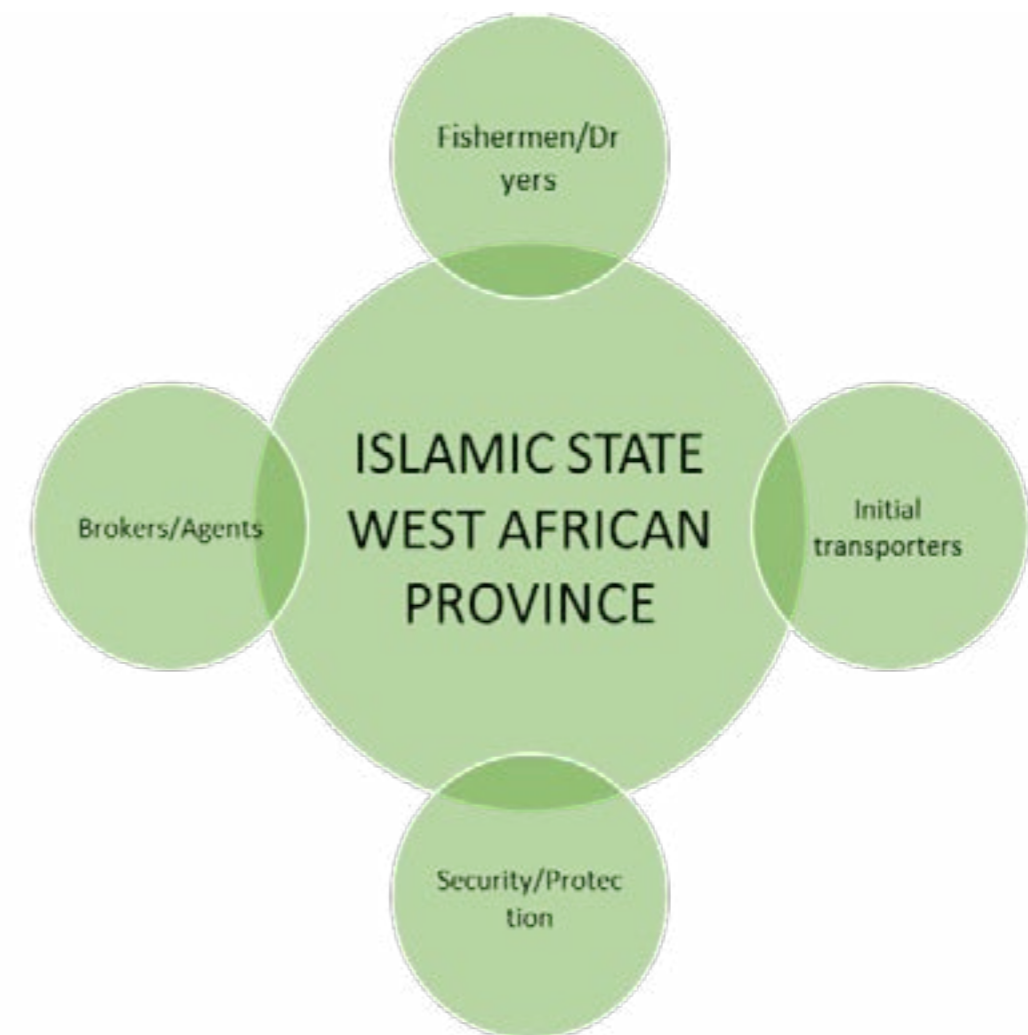 Fishermen/Dr
yers
ISLAMIC STATE
WEST AFRICAN
PROVINCE
Brokers/Agents
Initial
transporters
Security/Protec
tion